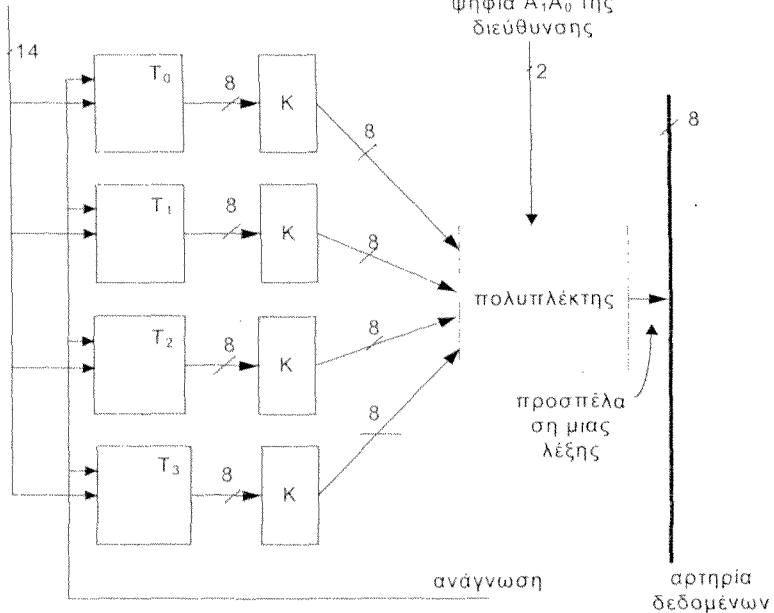 ψηφία A₁A₀ της
διεύθυνσης
14
2
T₀
8
K
8
8
T₁
8
K
8
πολυπλέκτης
T₂
8
K
8
προσπέλα
ση μιας
λέξης
T₃
8
K
8
ανάγνωση
αρτηρία
δεδομένων